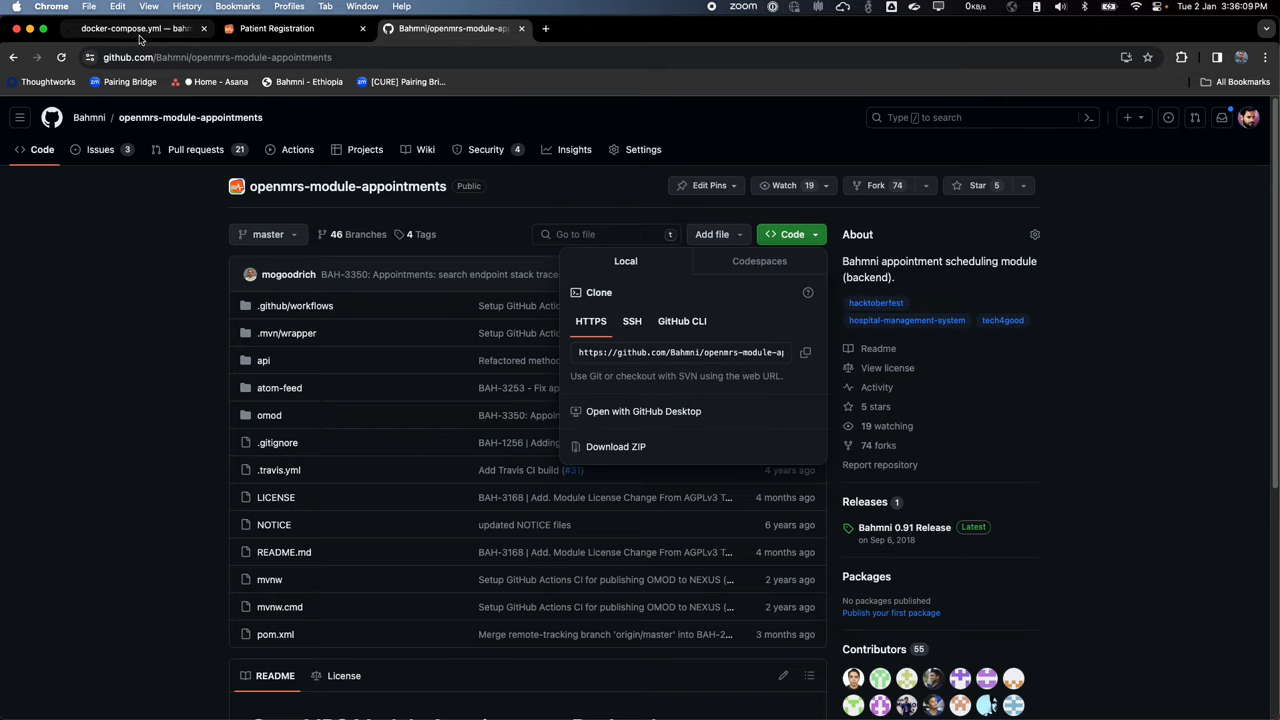 Chrome File Edit View History Bookmarks Profiles Tab Window Help zoom Tue 2 Jan 3:36:09 PM
docker-compose.yml — bahm Patient Registration Bahmni/openmrs-module-app
github.com/Bahmni/openmrs-module-appointments
Thoughtworks Pairing Bridge Home - Asana Bahmni - Ethiopia [CURE] Pairing Bri... All Bookmarks
Bahmni / openmrs-module-appointments Type / to search
Code Issues 3 Pull requests 21 Actions Projects Wiki Security 4 Insights Settings
openmrs-module-appointments Public Edit Pins Watch 19 Fork 74 Star 5
master 46 Branches 4 Tags Go to file t Add file Code
About
Bahmni appointment scheduling module
(backend).
hacktoberfest
hospital-management-system tech4good
Readme
View license
Activity
5 stars
19 watching
74 forks
Report repository
Releases 1
Bahmni 0.91 Release Latest
on Sep 6, 2018
Packages
No packages published
Publish your first package
Contributors 55
Local Codespaces
Clone
HTTPS SSH GitHub CLI
https://github.com/Bahmni/openmrs-module-ap
Use Git or checkout with SVN using the web URL.
Open with GitHub Desktop
Download ZIP
mogoodrich BAH-3350: Appointments: search endpoint stack trace
.github/workflows Setup GitHub Actio
.mvn/wrapper Setup GitHub Actio
api Refactored method
atom-feed BAH-3253 - Fix ap
omod BAH-3350: Appoin
.gitignore BAH-1256 | Adding
.travis.yml Add Travis CI build (#31) 4 years ago
LICENSE BAH-3168 | Add. Module License Change From AGPLv3 T... 4 months ago
NOTICE updated NOTICE files 6 years ago
README.md BAH-3168 | Add. Module License Change From AGPLv3 T... 4 months ago
mvnw Setup GitHub Actions CI for publishing OMOD to NEXUS (... 2 years ago
mvnw.cmd Setup GitHub Actions CI for publishing OMOD to NEXUS (... 2 years ago
pom.xml Merge remote-tracking branch 'origin/master' into BAH-2... 3 months ago
README License